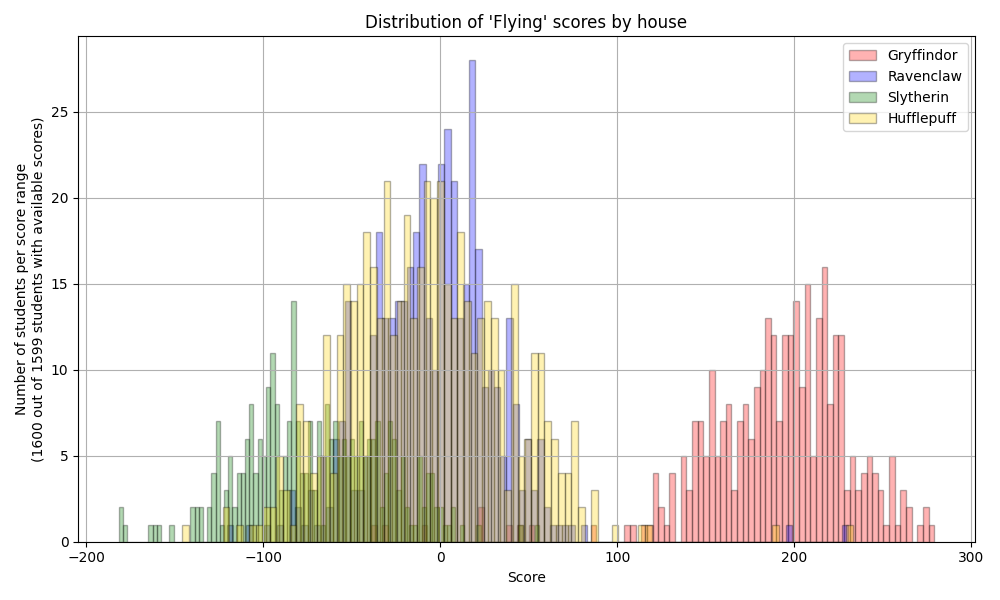 Distribution of 'Flying' scores by house
Number of students per score range
(1600 out of 1599 students with available scores)
25
20
15
10
5
0
−200
−100
0
100
200
300
Score
Gryffindor
Ravenclaw
Slytherin
Hufflepuff